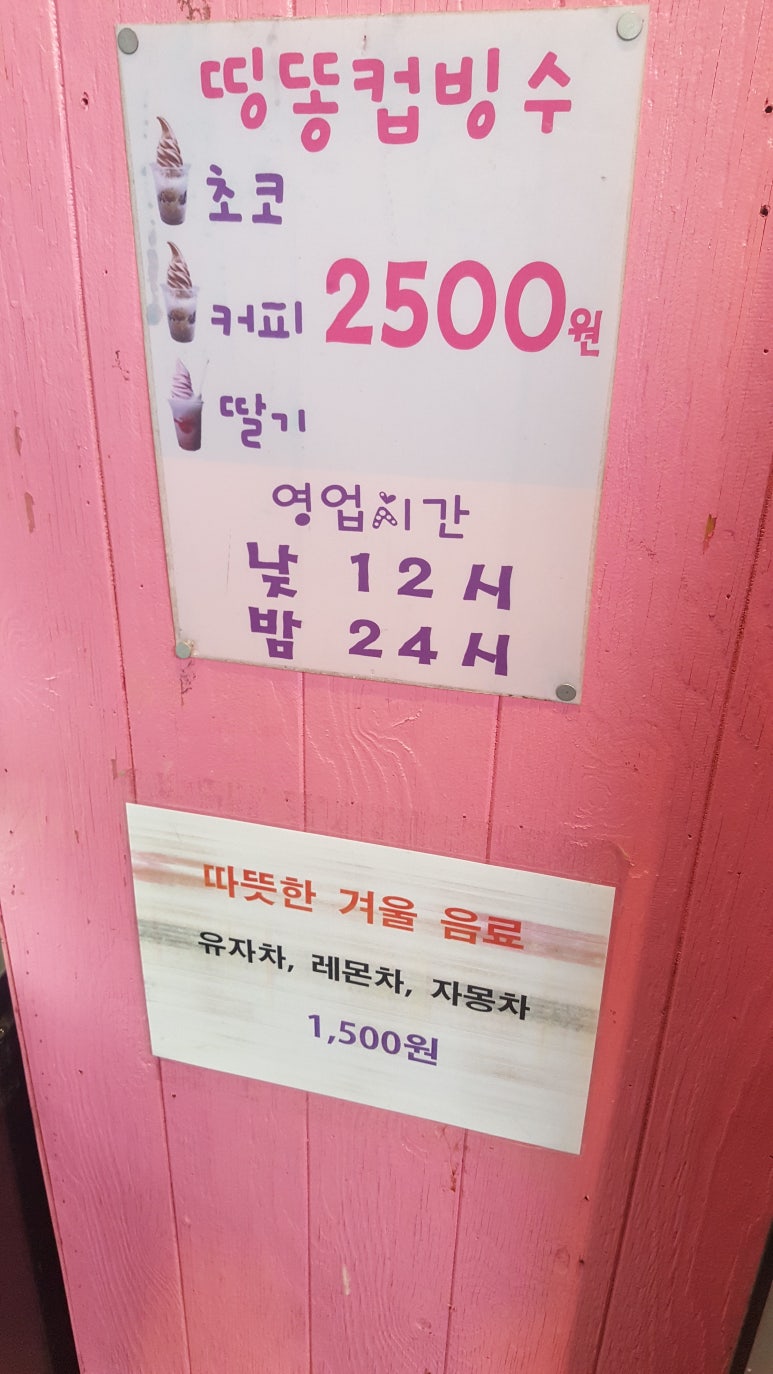 띵똥컵빙수
초코
커피 2500원
딸기
영업시간
낮 12시
밤 24시
따뜻한 겨울 음료
유자차, 레몬차, 자몽차
1,500원